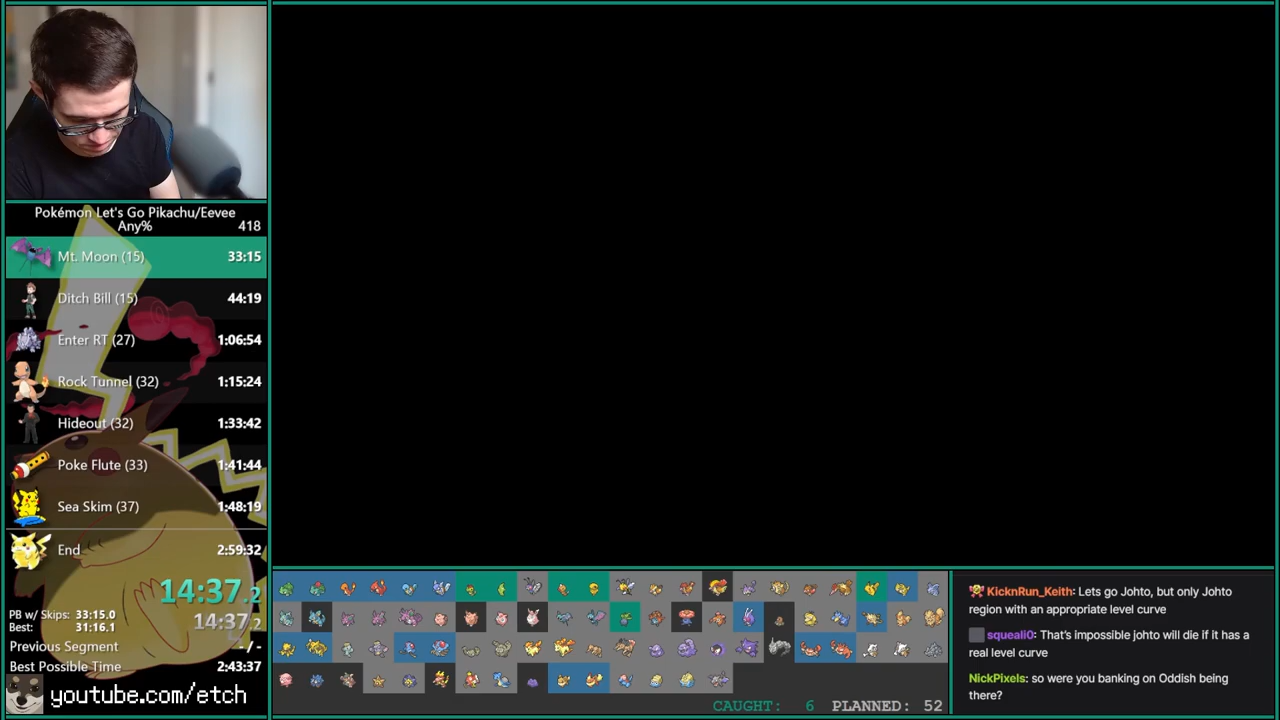 Pokémon Let's Go Pikachu/Eevee
Any% 418
Mt. Moon (15) 33:15
Ditch Bill (15) 44:19
Enter RT (27) 1:06:54
Rock Tunnel (32) 1:15:24
Hideout (32) 1:33:42
Poke Flute (33) 1:41:44
Sea Skim (37) 1:48:19
End 2:59:32
14:37.2
PB w/ Skips: 33:15.0
Best: 31:16.1
14:37.2
Previous Segment - / -
Best Possible Time 2:43:37
youtube.com/etch
CAUGHT: 6 PLANNED: 52
KicknRun_Keith: Lets go Johto, but only Johto
region with an appropriate level curve
squeali0: That's impossible johto will die if it has a
real level curve
NickPixels: so were you banking on Oddish being
there?